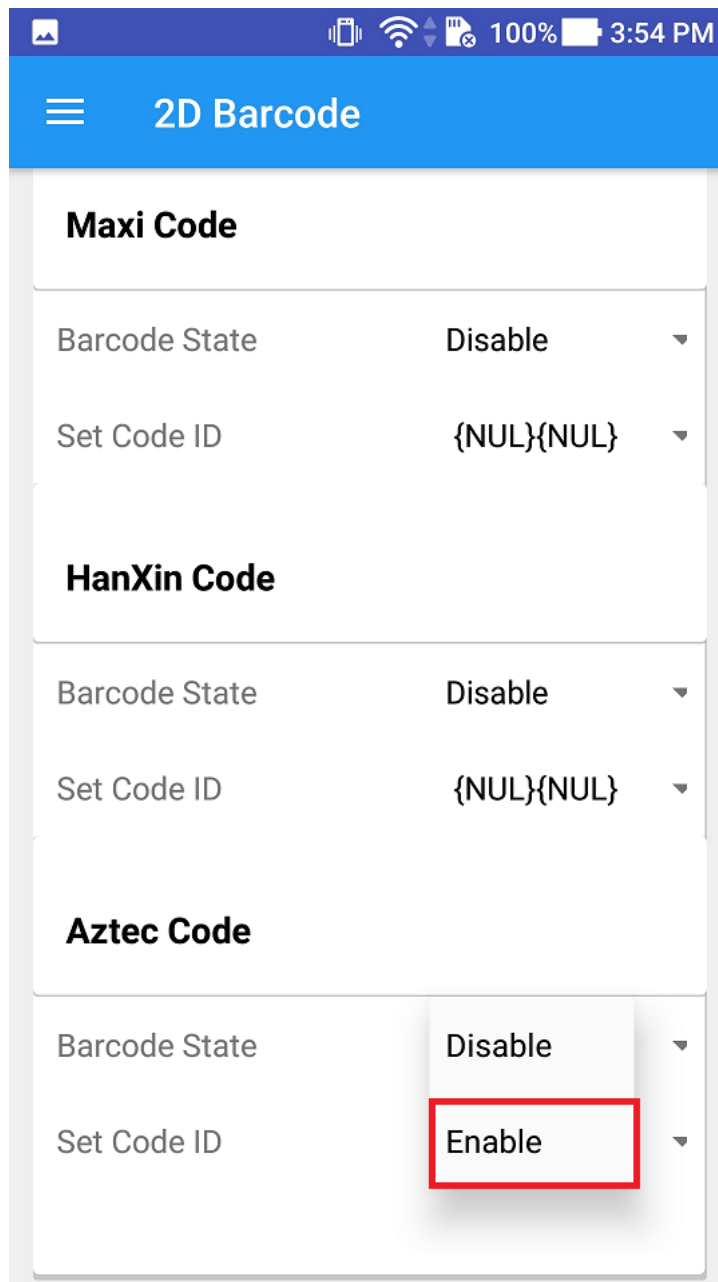 100% 3:54 PM
2D Barcode
Maxi Code
Barcode State Disable
Set Code ID {NUL}{NUL}
HanXin Code
Barcode State Disable
Set Code ID {NUL}{NUL}
Aztec Code
Barcode State Disable
Set Code ID Enable